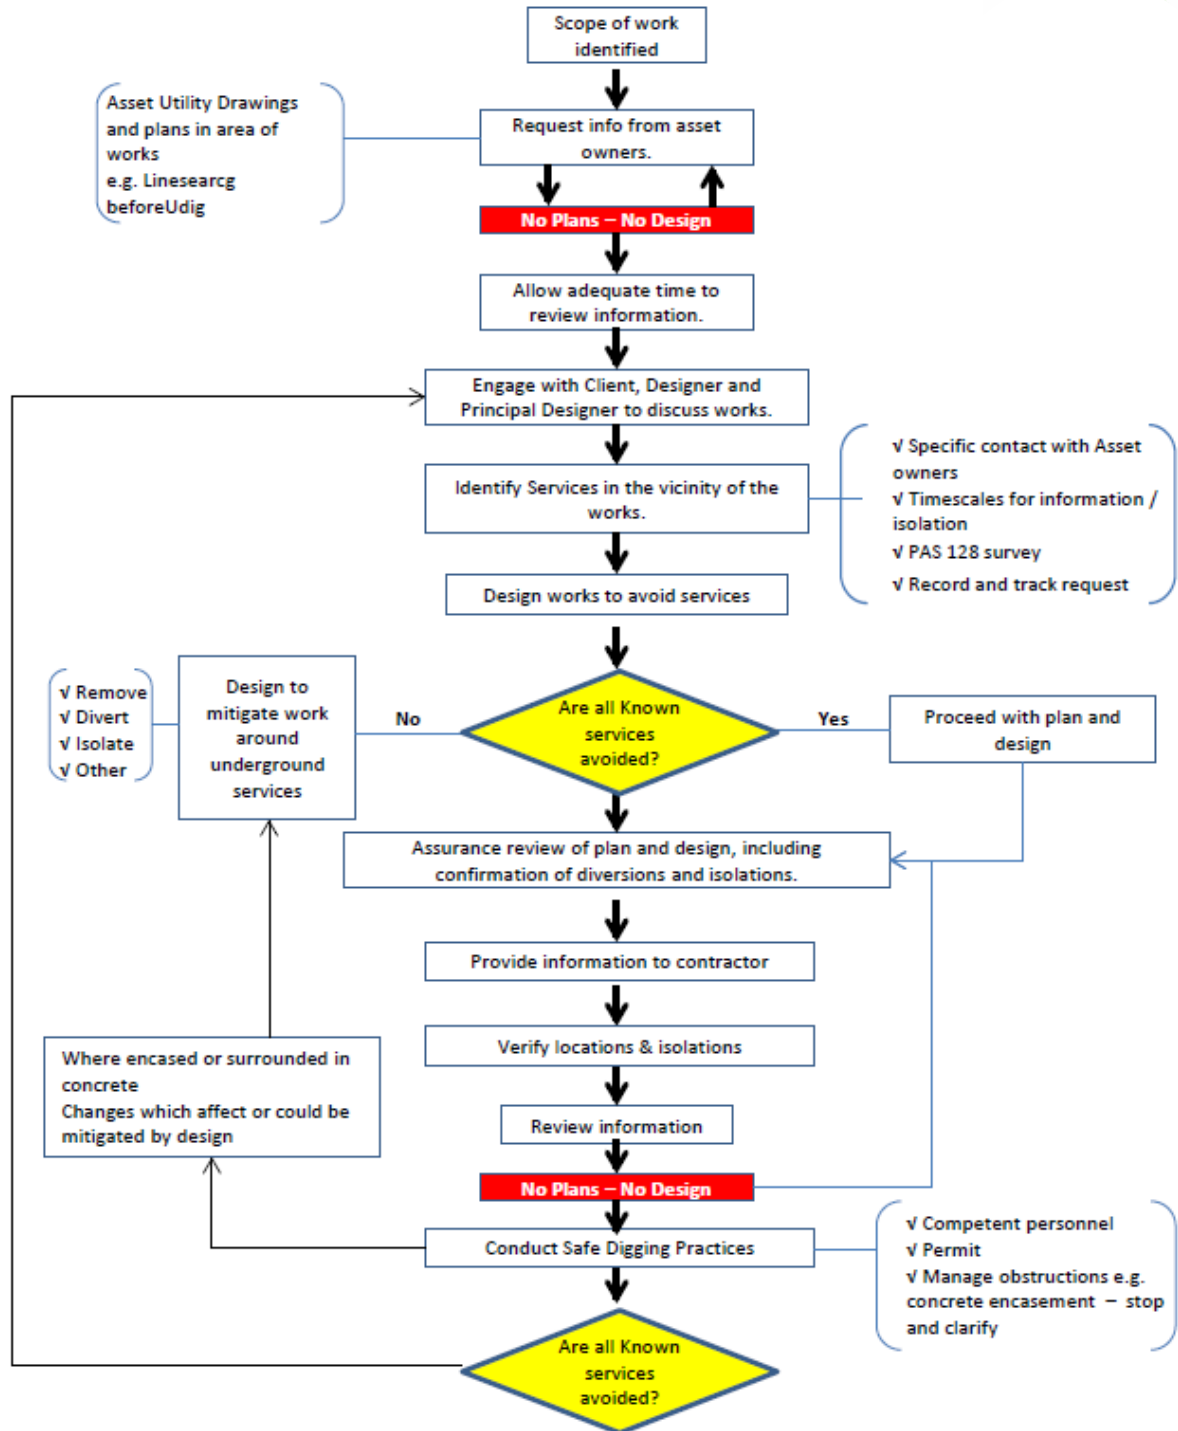 Scope of work
identified
Asset Utility Drawings
and plans in area of
works
e.g. Linesearcg
beforeUdig
Request info from asset
owners.
No Plans – No Design
Allow adequate time to
review information.
Engage with Client, Designer and
Principal Designer to discuss works.
Identify Services in the vicinity of the
works.
√ Specific contact with Asset
owners
√ Timescales for information /
isolation
√ PAS 128 survey
√ Record and track request
Design works to avoid services
√ Remove
√ Divert
√ Isolate
√ Other
Design to
mitigate work
around
underground
services
No
Are all Known
services
avoided?
Yes
Proceed with plan and
design
Assurance review of plan and design, including
confirmation of diversions and isolations.
Provide information to contractor
Verify locations & isolations
Where encased or surrounded in
concrete
Changes which affect or could be
mitigated by design
Review information
No Plans – No Design
Conduct Safe Digging Practices
√ Competent personnel
√ Permit
√ Manage obstructions e.g.
concrete encasement – stop
and clarify
Are all Known
services
avoided?